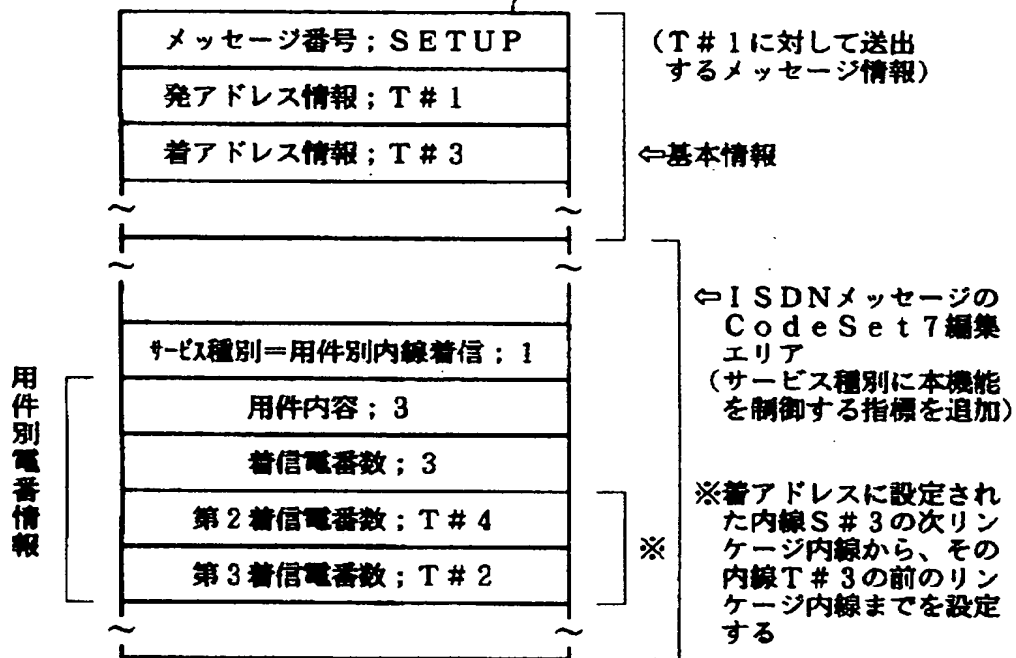 メッセージ番号；SETUP
発アドレス情報；T#1
着アドレス情報；T#3
(T#1に対して送出
するメッセージ情報)
⇦基本情報
サービス種別＝用件別内線着信；1
用件内容；3
着信電番数；3
第2着信電番数；T#4
第3着信電番数；T#2
用件別電番情報
⇦ISDNメッセージの
CodeSet7編集
エリア
(サービス種別に本機能
を制御する指標を追加)
※
※着アドレスに設定され
た内線S#3の次リン
ケージ内線から、その
内線T#3の前のリン
ケージ内線までを設定
する